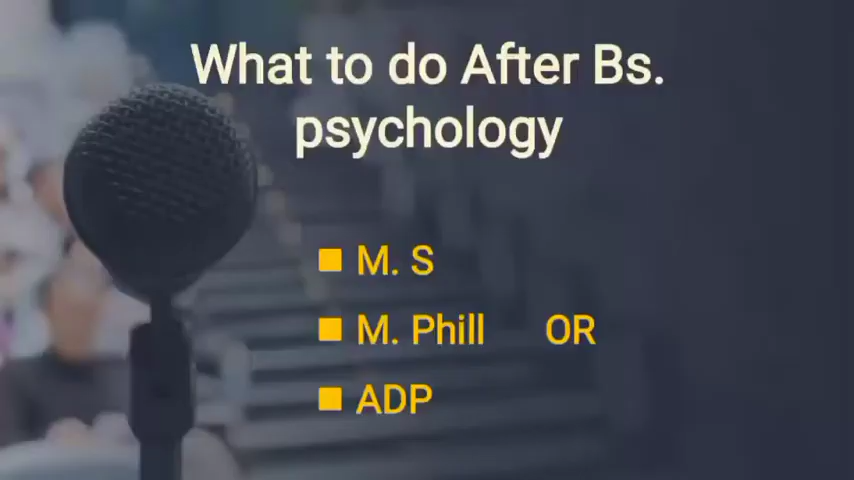 What to do After Bs.
psychology
M. S
M. Phill OR
ADP